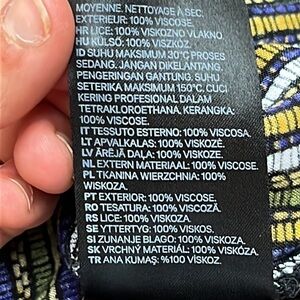 MOYENNE. NETTOYAGE À SEC.
EXTERIEUR: 100% VISCOSE.
HR LICE: 100% VISKOZNO VLAKNO
HU KÜLSŐ: 100% VISZKÓZ.
ID SUHU MAKSIMUM 30°C PROSES
SEDANG. JANGAN DIKELANTANG.
PENGERINGAN GANTUNG. SUHU
SETERIKA MAKSIMUM 150°C. CUCI
KERING PROFESIONAL DALAM
TETRAKLOROETHANA. KERANGKA:
100% VISCOSE.
IT TESSUTO ESTERNO: 100% VISCOSA.
LT APVALKALAS: 100% VISKOZĖ.
LV ĀRĒJĀ DAĻA: 100% VISKOZE.
NL EXTERN MATERIAAL: 100% VISCOSE.
PL TKANINA WIERZCHNIA: 100%
WISKOZA.
PT EXTERIOR: 100% VISCOSE.
RO TESATURA: 100% VISCOZĂ.
RS LICE: 100% VISKOZA.
SE YTTERTYG: 100% VISKOS.
SI ZUNANJE BLAGO: 100% VISKOZA.
SK VRCHNÝ MATERIÁL: 100% VISKÓZA.
TR ANA KUMAŞ: %100 VİSKOZ.